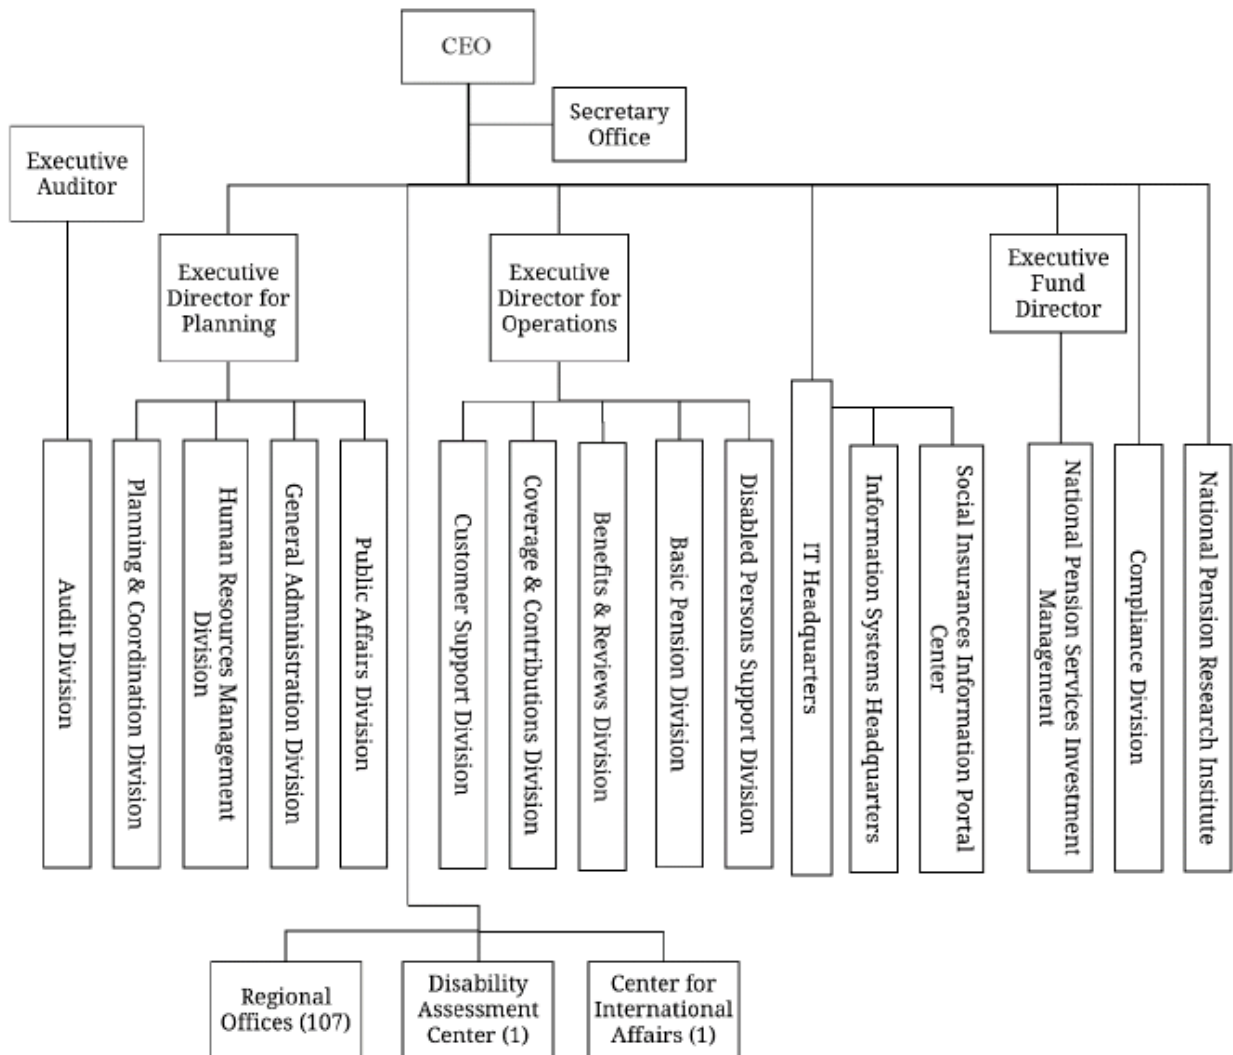 CEO
Secretary
Office
Executive
Auditor
Executive
Director for
Planning
Executive
Director for
Operations
Executive
Fund
Director
Audit Division
Planning & Coordination Division
Human Resources Management
Division
General Administration Division
Public Affairs Division
Customer Support Division
Coverage & Contributions Division
Benefits & Reviews Division
Basic Pension Division
Disabled Persons Support Division
IT Headquarters
Information Systems Headquarters
Social Insurances Information Portal
Center
National Pension Services Investment
Management
Compliance Division
National Pension Research Institute
Regional
Offices (107)
Disability
Assessment
Center (1)
Center for
International
Affairs (1)